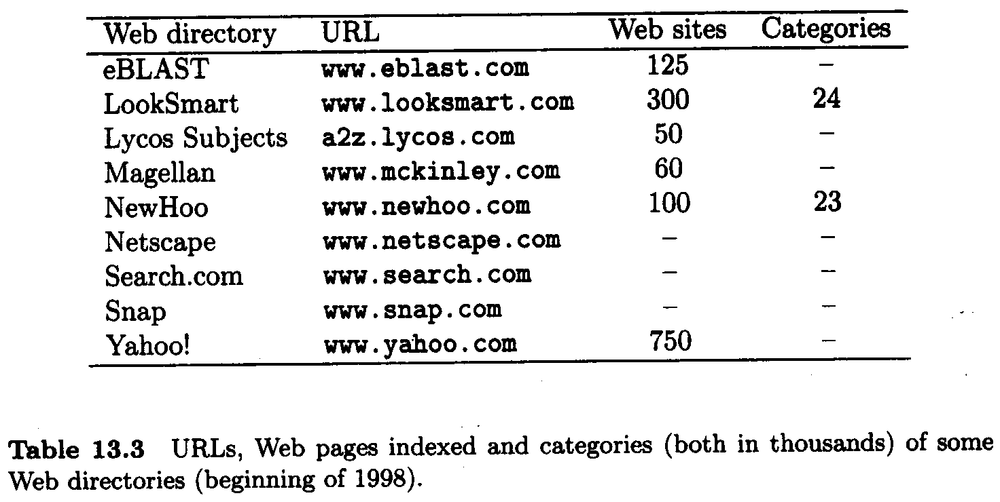 Web directory URL Web sites Categories
eBLAST www.eblast.com 125 –
LookSmart www.looksmart.com 300 24
Lycos Subjects a2z.lycos.com 50 –
Magellan www.mckinley.com 60 –
NewHoo www.newhoo.com 100 23
Netscape www.netscape.com – –
Search.com www.search.com – –
Snap www.snap.com – –
Yahoo! www.yahoo.com 750 –
Table 13.3 URLs, Web pages indexed and categories (both in thousands) of some
Web directories (beginning of 1998).